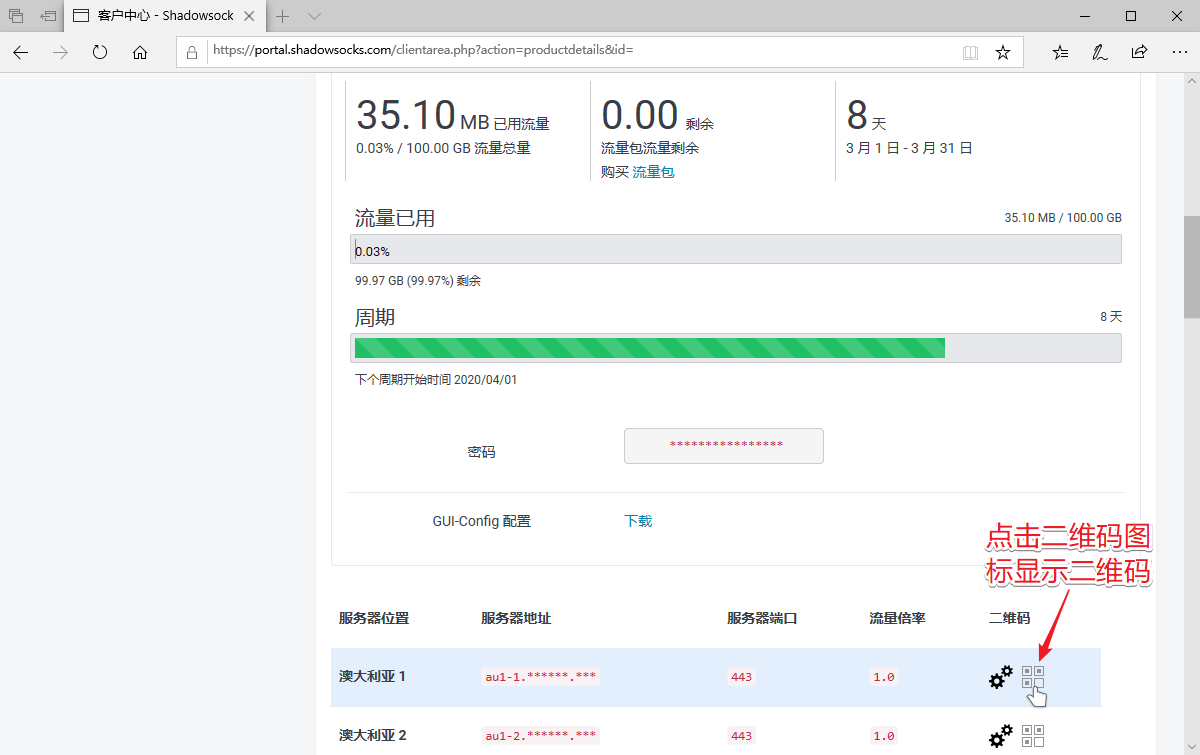 客户中心 - Shadowsock
https://portal.shadowsocks.com/clientarea.php?action=productdetails&id=
35.10 MB 已用流量
0.03% / 100.00 GB 流量总量
0.00 剩余
流量包流量剩余
购买 流量包
8 天
3 月 1 日 - 3 月 31 日
流量已用
35.10 MB / 100.00 GB
0.03%
99.97 GB (99.97%) 剩余
周期
8 天
下个周期开始时间 2020/04/01
密码
****************
GUI-Config 配置
下载
点击二维码图
标显示二维码
服务器位置 服务器地址 服务器端口 流量倍率 二维码
澳大利亚 1 au1-1.******.*** 443 1.0
澳大利亚 2 au1-2.******.*** 443 1.0